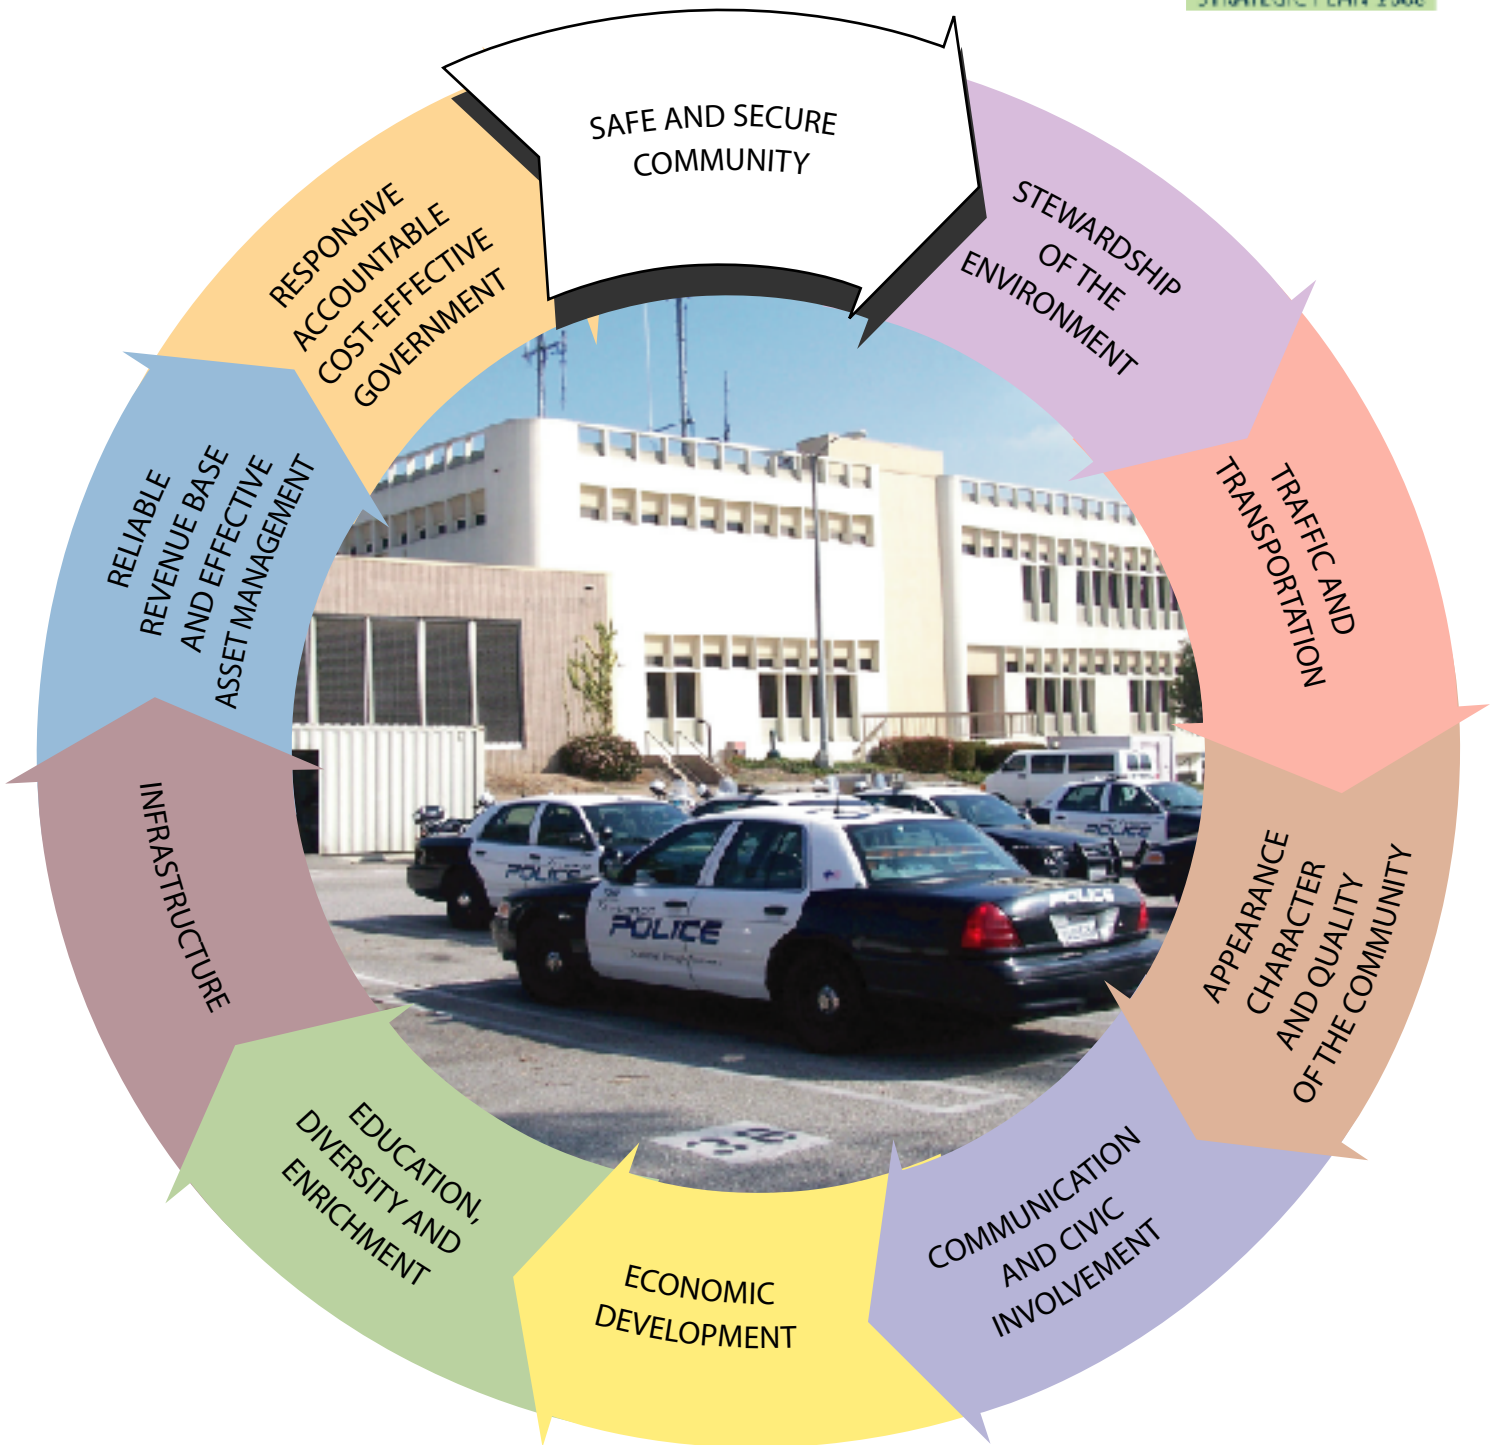 SAFE AND SECURE
COMMUNITY
STEWARDSHIP
OF THE
ENVIRONMENT
TRAFFIC AND
TRANSPORTATION
APPEARANCE
CHARACTER
AND QUALITY
OF THE COMMUNITY
COMMUNICATION
AND CIVIC
INVOLVEMENT
ECONOMIC
DEVELOPMENT
EDUCATION,
DIVERSITY AND
ENRICHMENT
INFRASTRUCTURE
RELIABLE
REVENUE BASE
AND EFFECTIVE
ASSET MANAGEMENT
RESPONSIVE
ACCOUNTABLE
COST-EFFECTIVE
GOVERNMENT
POLICE
POLICE
POLICE
POLICE